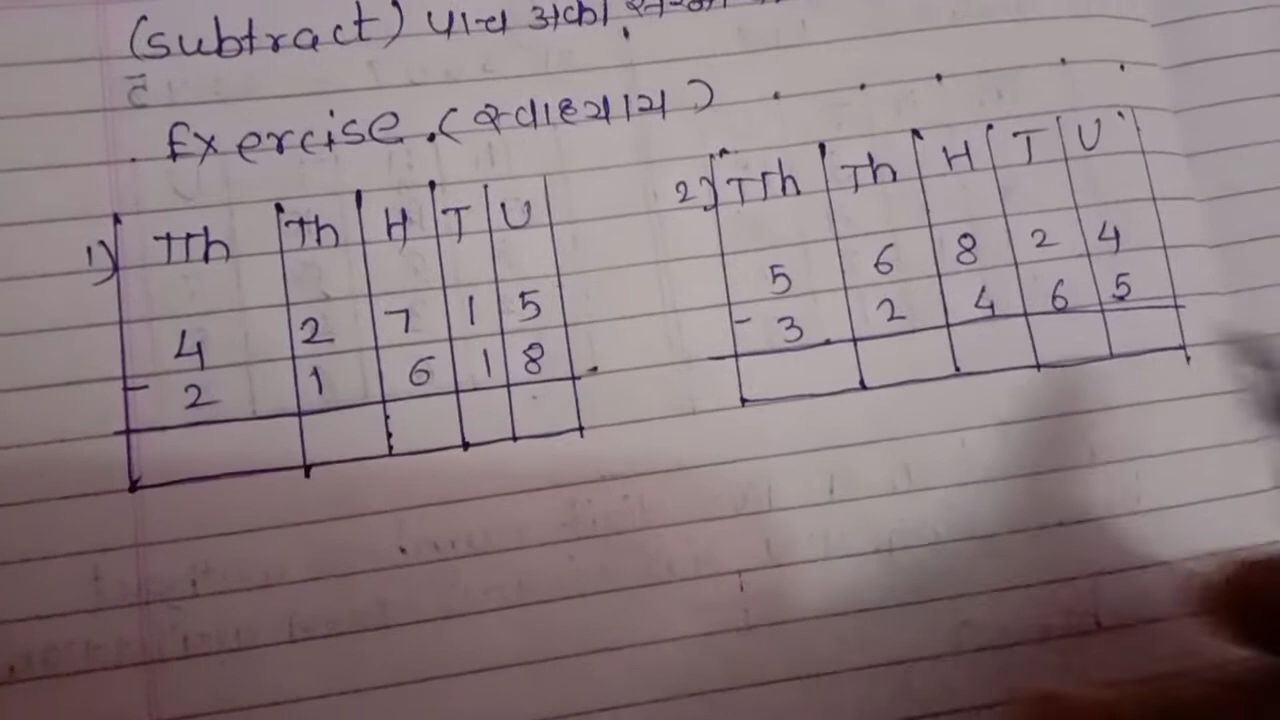 (subtract) पाच अंकी
Exercise. (स्वाध्याय)
1) TTh Th H T U
4 2 7 1 5
- 2 1 6 1 8
2) TTh Th H T U
5 6 8 2 4
- 3 2 4 6 5